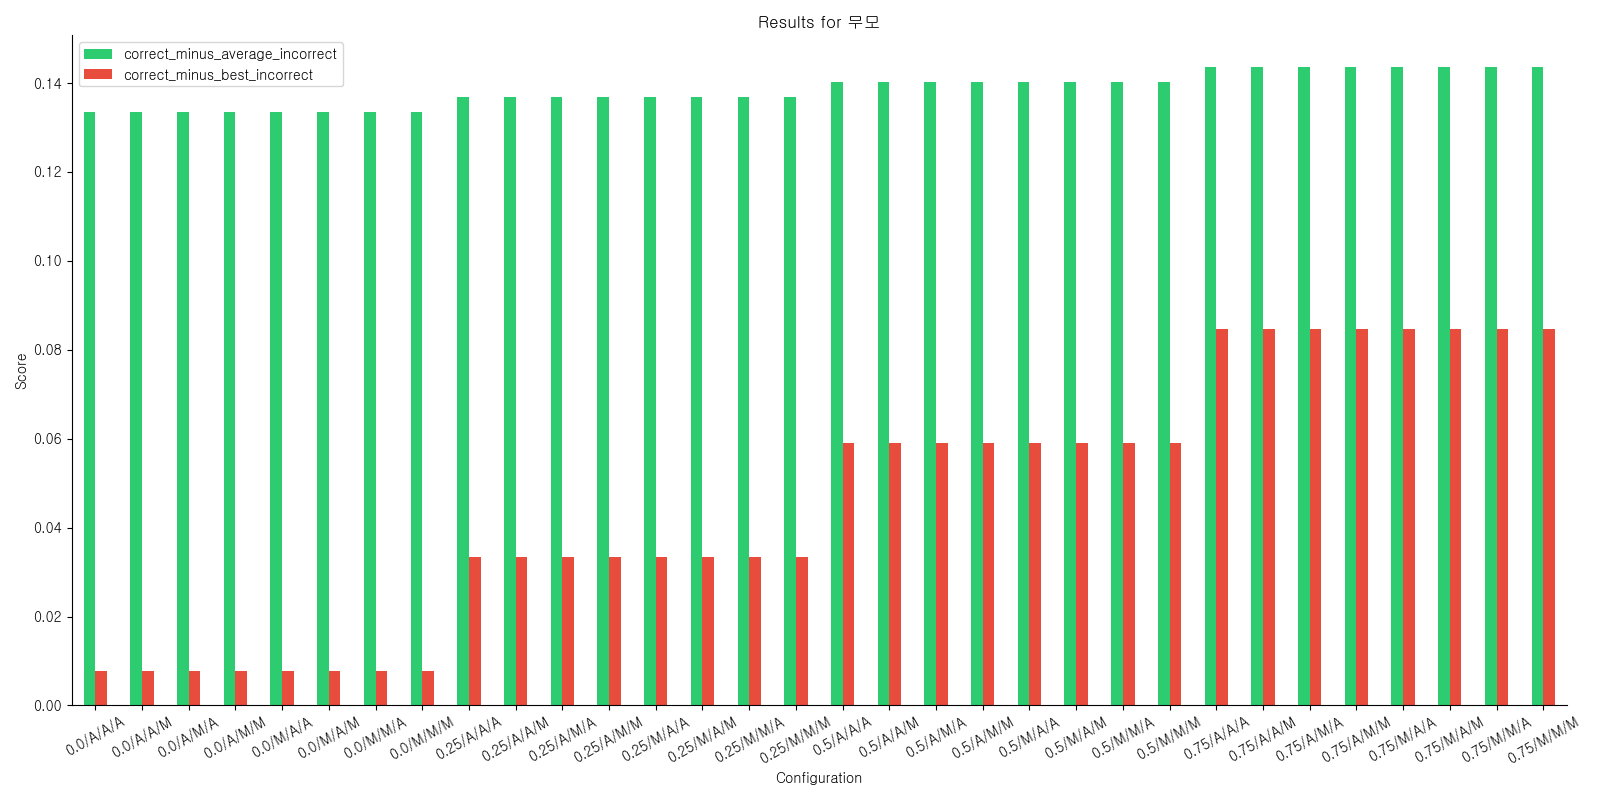 Results for 무모
correct_minus_average_incorrect
correct_minus_best_incorrect
0.14
0.12
0.10
0.08
0.06
0.04
0.02
0.00
Score
0.0/A/A/A
0.0/A/A/M
0.0/A/M/A
0.0/A/M/M
0.0/M/A/A
0.0/M/A/M
0.0/M/M/A
0.0/M/M/M
0.25/A/A/A
0.25/A/A/M
0.25/A/M/A
0.25/A/M/M
0.25/M/A/A
0.25/M/A/M
0.25/M/M/A
0.25/M/M/M
0.5/A/A/A
0.5/A/A/M
0.5/A/M/A
0.5/A/M/M
0.5/M/A/A
0.5/M/A/M
0.5/M/M/A
0.5/M/M/M
0.75/A/A/A
0.75/A/A/M
0.75/A/M/A
0.75/A/M/M
0.75/M/A/A
0.75/M/A/M
0.75/M/M/A
0.75/M/M/M
Configuration